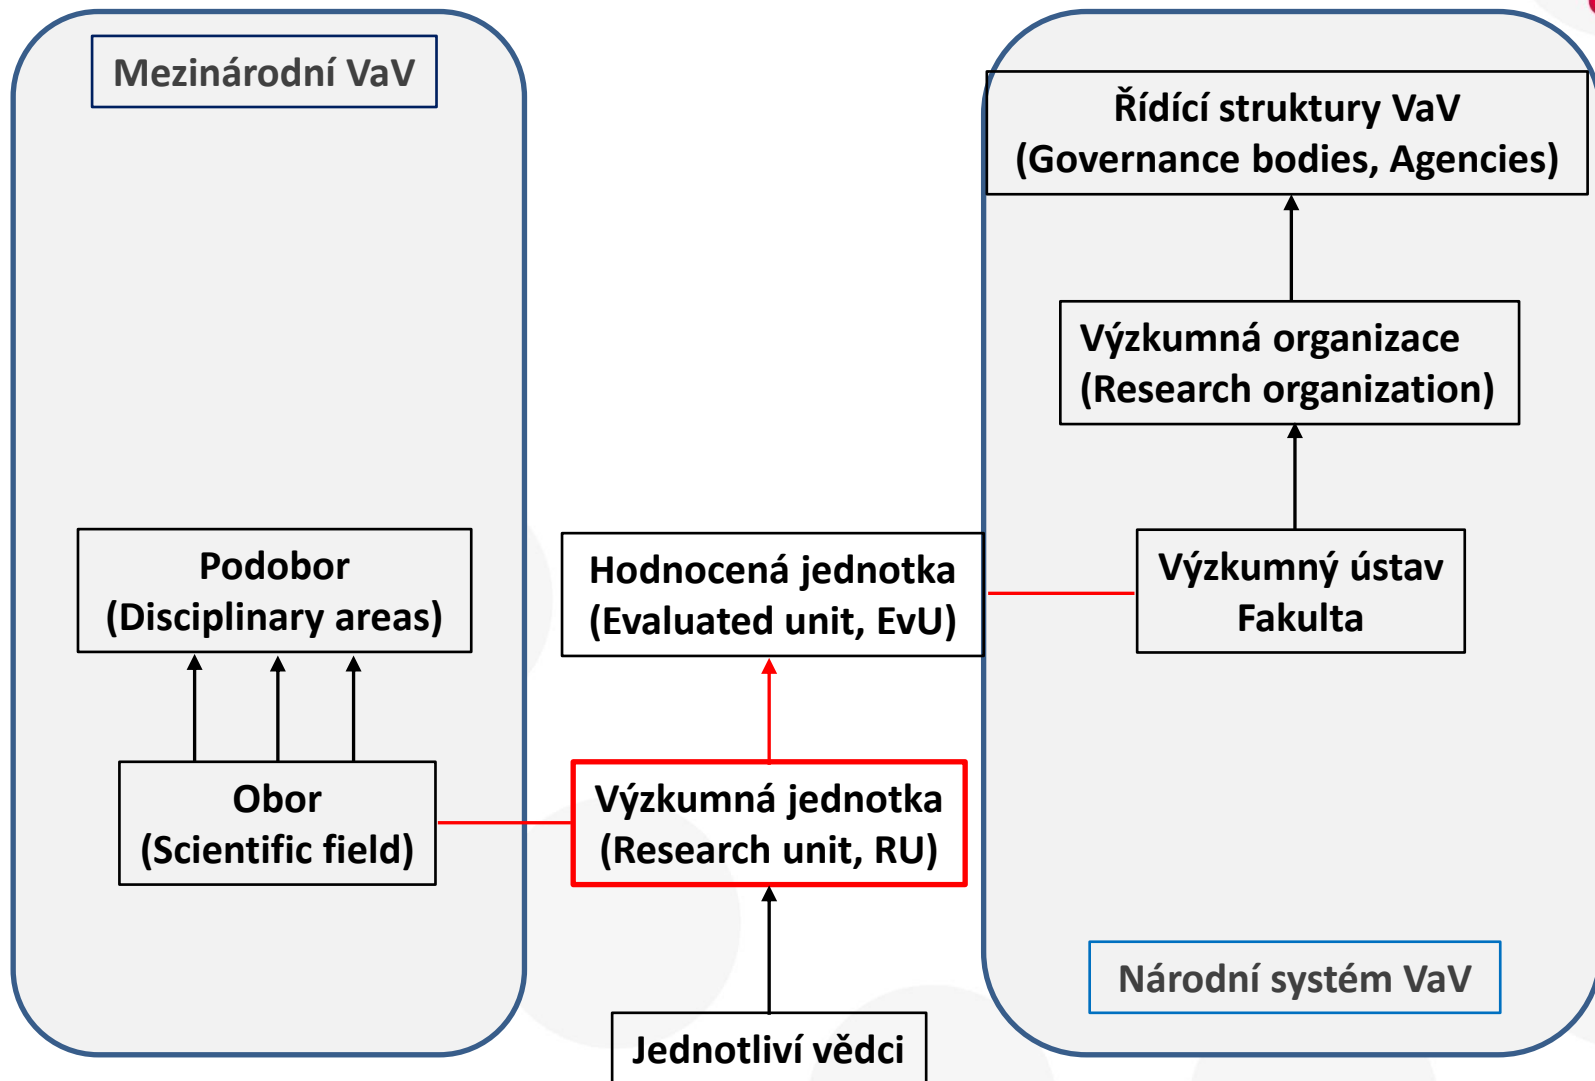 Mezinárodní VaV
Řídící struktury VaV
(Governance bodies, Agencies)
Výzkumná organizace
(Research organization)
Podobor
(Disciplinary areas)
Hodnocená jednotka
(Evaluated unit, EvU)
Výzkumný ústav
Fakulta
Obor
(Scientific field)
Výzkumná jednotka
(Research unit, RU)
Národní systém VaV
Jednotliví vědci